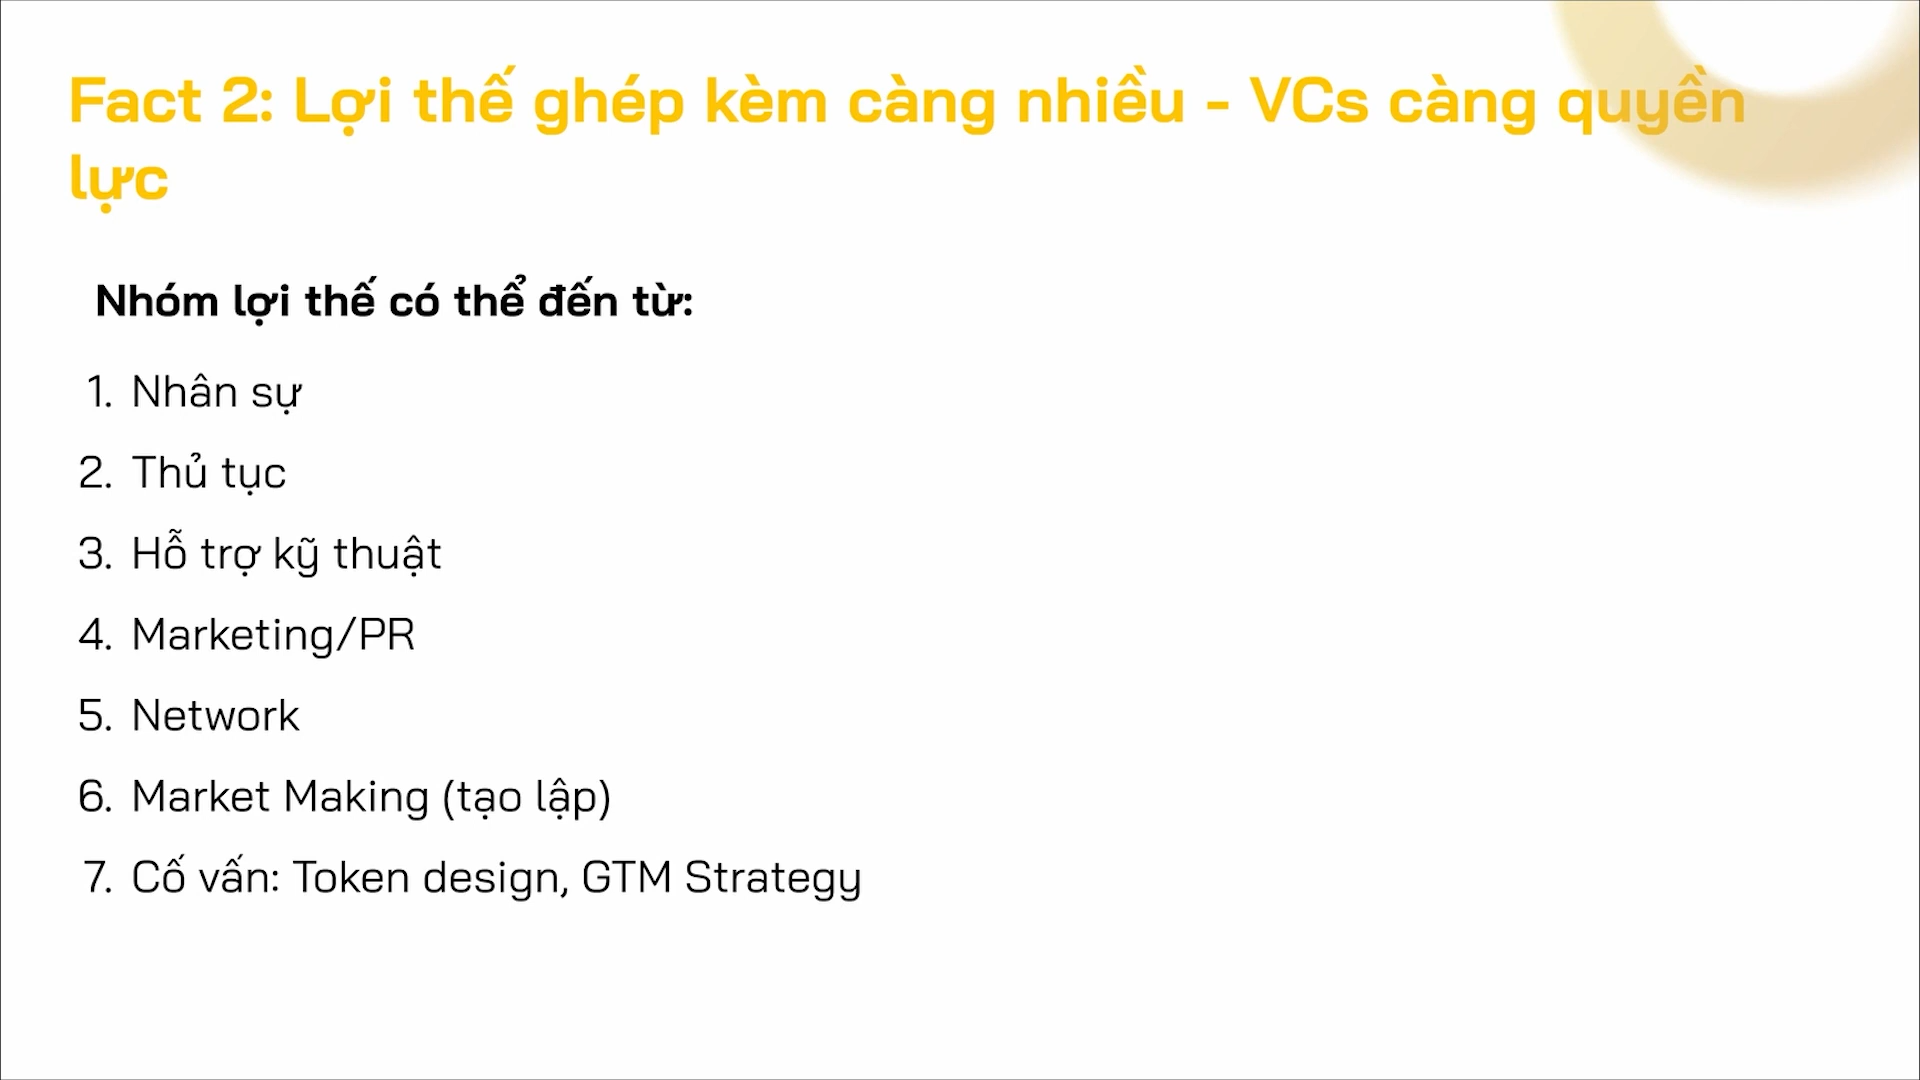 Fact 2: Lợi thế ghép kèm càng nhiều - VCs càng quyền
lực
Nhóm lợi thế có thể đến từ:
1. Nhân sự
2. Thủ tục
3. Hỗ trợ kỹ thuật
4. Marketing/PR
5. Network
6. Market Making (tạo lập)
7. Cố vấn: Token design, GTM Strategy